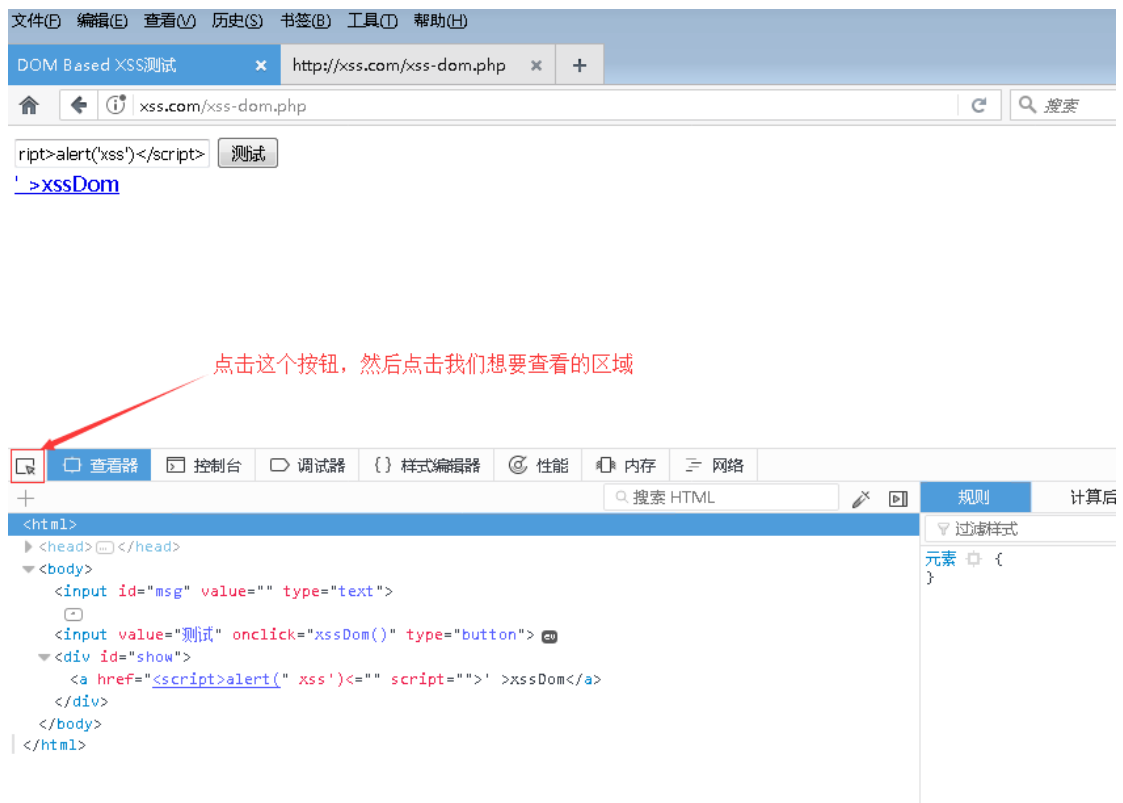 文件(F) 编辑(E) 查看(V) 历史(S) 书签(B) 工具(T) 帮助(H)
DOM Based XSS测试 × http://xss.com/xss-dom.php × +
xss.com/xss-dom.php 搜索
ript>alert('xss')</script> 测试
' >xssDom
点击这个按钮，然后点击我们想要查看的区域
查看器 控制台 调试器 {} 样式编辑器 性能 内存 网络
+ 搜索 HTML 规则 计算后
<html> 过滤样式
<head></head> 元素 {
<body> }
<input id="msg" value="" type="text">
<input value="测试" onclick="xssDom()" type="button"> ev
<div id="show">
<a href="<script>alert(" xss')<="" script="">' >xssDom</a>
</div>
</body>
</html>